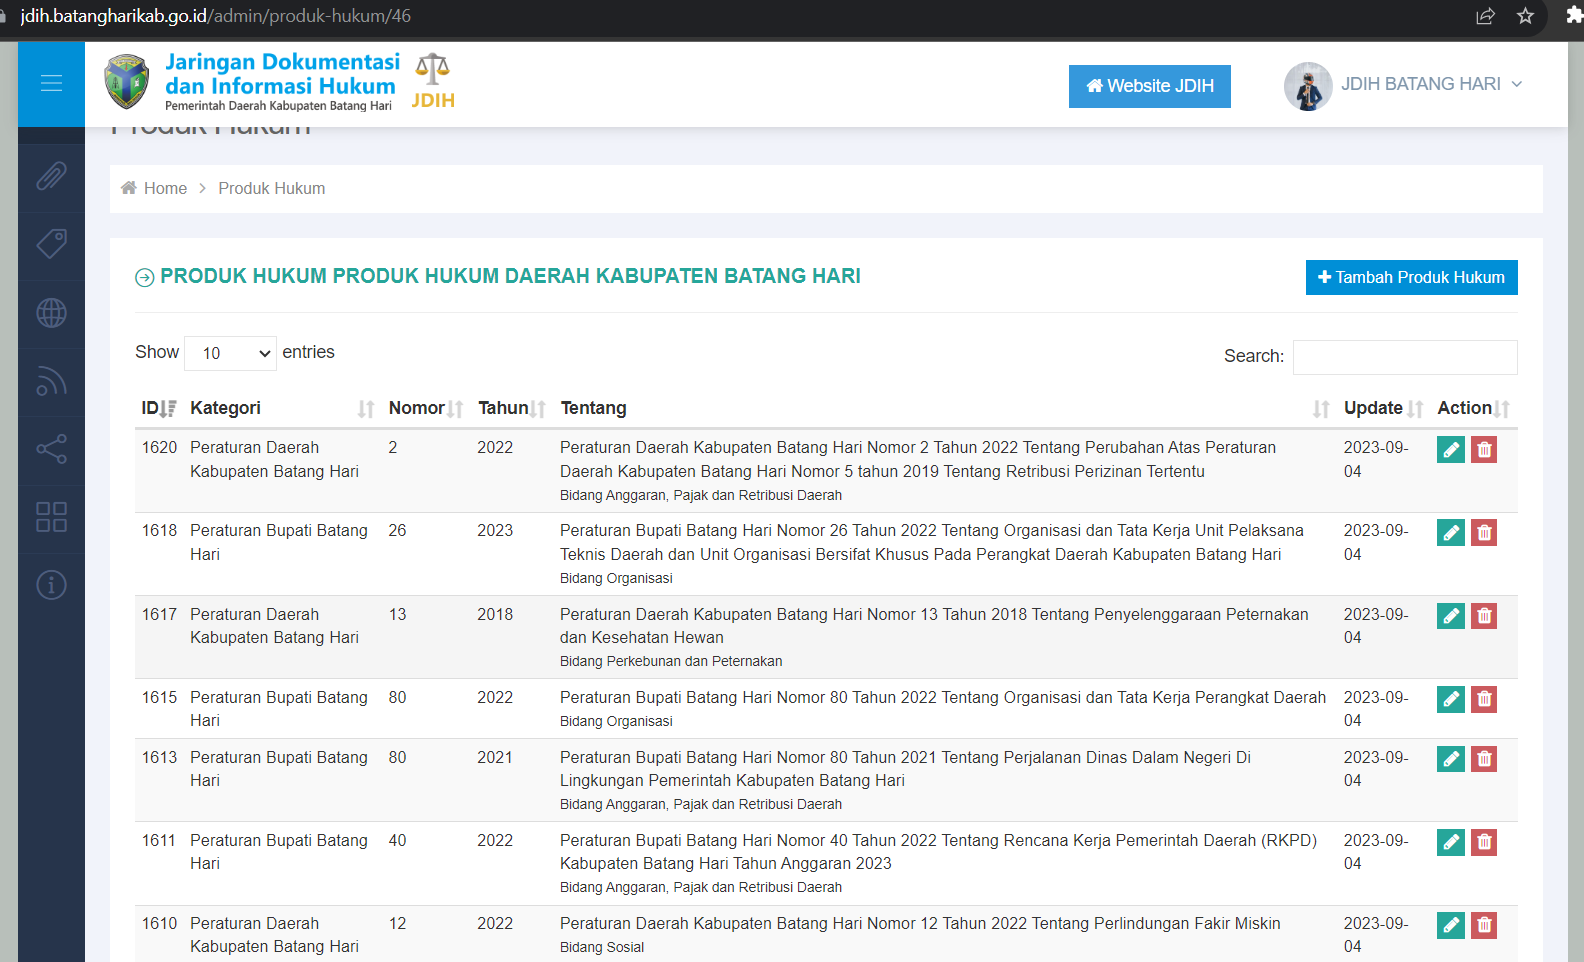 jdih.batangharikab.go.id/admin/produk-hukum/46
Jaringan Dokumentasi
dan Informasi Hukum
Pemerintah Daerah Kabupaten Batang Hari
JDIH
Website JDIH
JDIH BATANG HARI
Produk Hukum
Home > Produk Hukum
PRODUK HUKUM PRODUK HUKUM DAERAH KABUPATEN BATANG HARI
+ Tambah Produk Hukum
Show 10 entries
Search:
ID Kategori Nomor Tahun Tentang Update Action
1620 Peraturan Daerah 2 2022 Peraturan Daerah Kabupaten Batang Hari Nomor 2 Tahun 2022 Tentang Perubahan Atas Peraturan 2023-09-
Kabupaten Batang Hari Daerah Kabupaten Batang Hari Nomor 5 tahun 2019 Tentang Retribusi Perizinan Tertentu 04
Bidang Anggaran, Pajak dan Retribusi Daerah
1618 Peraturan Bupati Batang 26 2023 Peraturan Bupati Batang Hari Nomor 26 Tahun 2022 Tentang Organisasi dan Tata Kerja Unit Pelaksana 2023-09-
Hari Teknis Daerah dan Unit Organisasi Bersifat Khusus Pada Perangkat Daerah Kabupaten Batang Hari 04
Bidang Organisasi
1617 Peraturan Daerah 13 2018 Peraturan Daerah Kabupaten Batang Hari Nomor 13 Tahun 2018 Tentang Penyelenggaraan Peternakan 2023-09-
Kabupaten Batang Hari dan Kesehatan Hewan 04
Bidang Perkebunan dan Peternakan
1615 Peraturan Bupati Batang 80 2022 Peraturan Bupati Batang Hari Nomor 80 Tahun 2022 Tentang Organisasi dan Tata Kerja Perangkat Daerah 2023-09-
Hari Bidang Organisasi 04
1613 Peraturan Bupati Batang 80 2021 Peraturan Bupati Batang Hari Nomor 80 Tahun 2021 Tentang Perjalanan Dinas Dalam Negeri Di 2023-09-
Hari Lingkungan Pemerintah Kabupaten Batang Hari 04
Bidang Anggaran, Pajak dan Retribusi Daerah
1611 Peraturan Bupati Batang 40 2022 Peraturan Bupati Batang Hari Nomor 40 Tahun 2022 Tentang Rencana Kerja Pemerintah Daerah (RKPD) 2023-09-
Hari Kabupaten Batang Hari Tahun Anggaran 2023 04
Bidang Anggaran, Pajak dan Retribusi Daerah
1610 Peraturan Daerah 12 2022 Peraturan Daerah Kabupaten Batang Hari Nomor 12 Tahun 2022 Tentang Perlindungan Fakir Miskin 2023-09-
Kabupaten Batang Hari Bidang Sosial 04